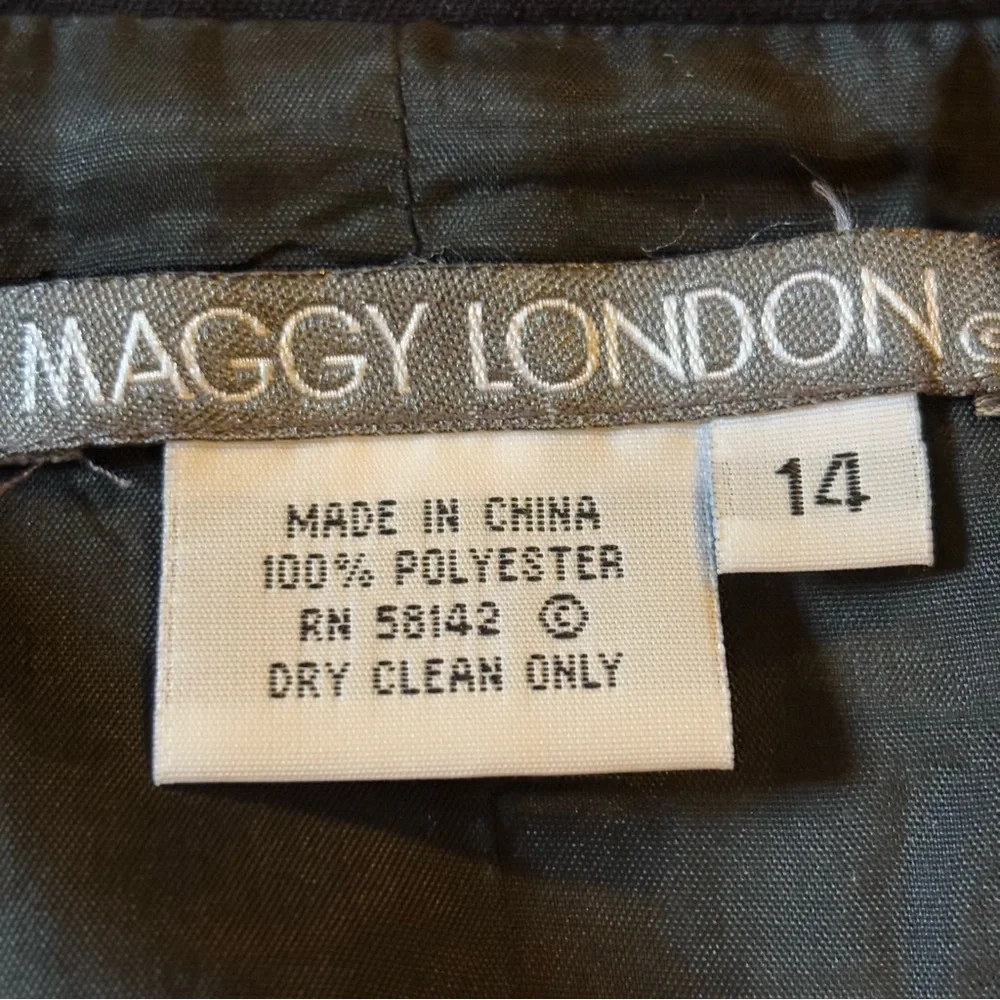 MAGGY LONDON
14
MADE IN CHINA
100% POLYESTER
RN 58142 ©
DRY CLEAN ONLY